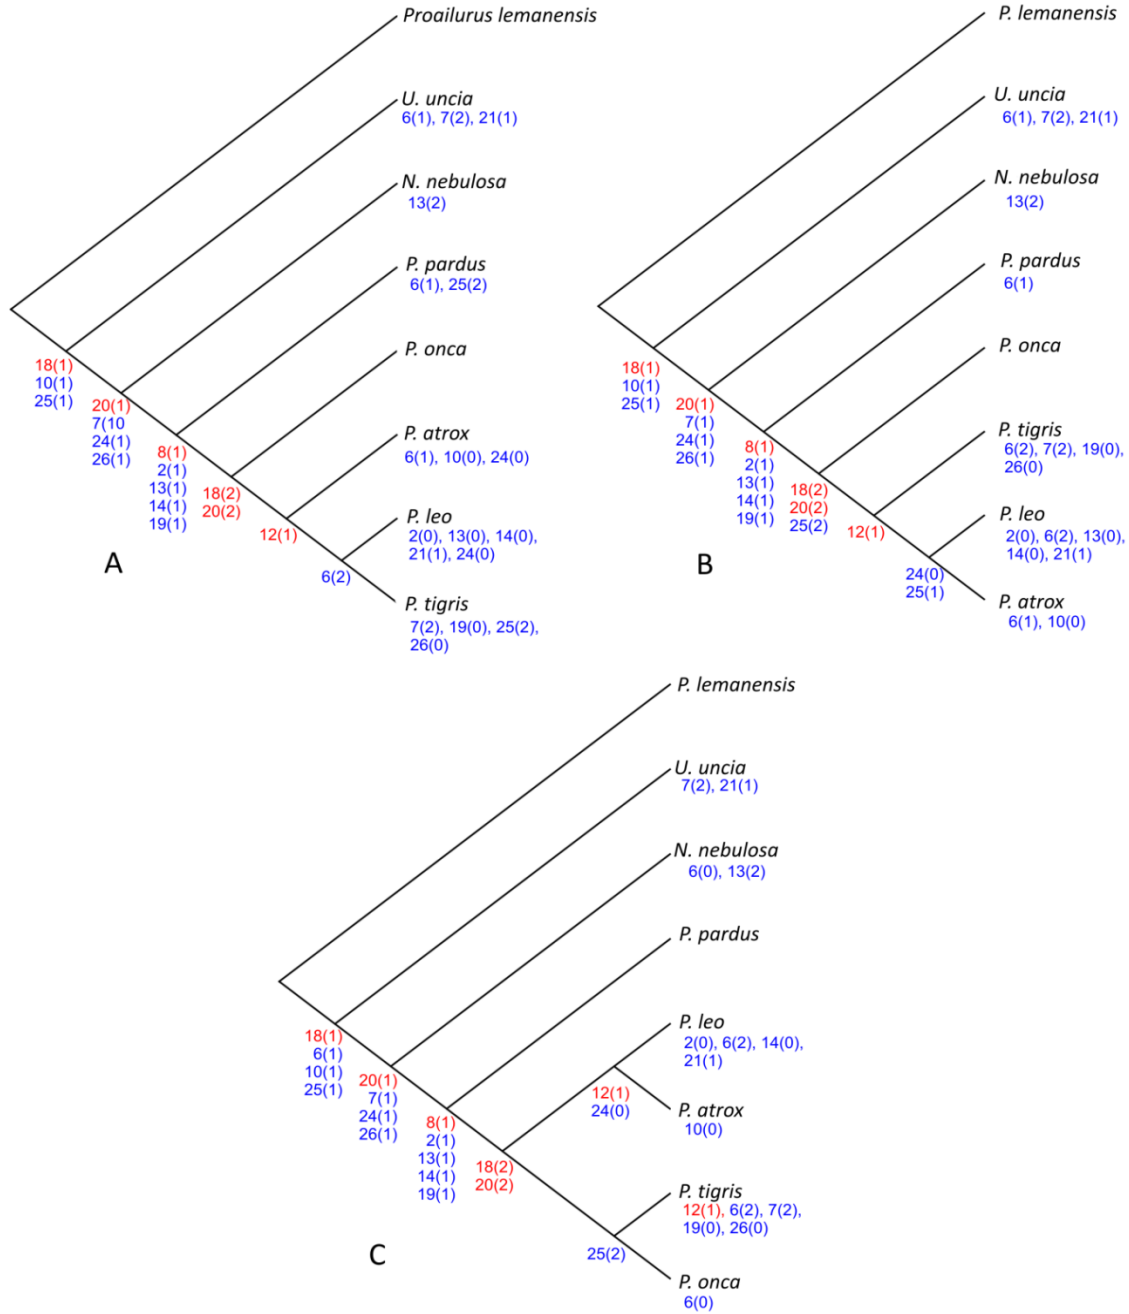 Proailurus lemanensis
U. uncia
6(1), 7(2), 21(1)
N. nebulosa
13(2)
P. pardus
6(1), 25(2)
P. onca
P. atrox
6(1), 10(0), 24(0)
P. leo
2(0), 13(0), 14(0),
21(1), 24(0)
P. tigris
7(2), 19(0), 25(2),
26(0)
18(1)
10(1)
25(1)
20(1)
7(10
24(1)
26(1)
8(1)
2(1)
13(1)
14(1)
19(1)
18(2)
20(2)
12(1)
6(2)
A
P. lemanensis
U. uncia
6(1), 7(2), 21(1)
N. nebulosa
13(2)
P. pardus
6(1)
P. onca
P. tigris
6(2), 7(2), 19(0),
26(0)
P. leo
2(0), 6(2), 13(0),
14(0), 21(1)
P. atrox
6(1), 10(0)
18(1)
10(1)
25(1)
20(1)
7(1)
24(1)
26(1)
8(1)
2(1)
13(1)
14(1)
19(1)
18(2)
20(2)
25(2)
12(1)
24(0)
25(1)
B
P. lemanensis
U. uncia
7(2), 21(1)
N. nebulosa
6(0), 13(2)
P. pardus
P. leo
2(0), 6(2), 14(0),
21(1)
12(1)
24(0)
P. atrox
10(0)
P. tigris
12(1), 6(2), 7(2),
19(0), 26(0)
25(2)
P. onca
6(0)
18(1)
6(1)
10(1)
25(1)
20(1)
7(1)
24(1)
26(1)
8(1)
2(1)
13(1)
14(1)
19(1)
18(2)
20(2)
C